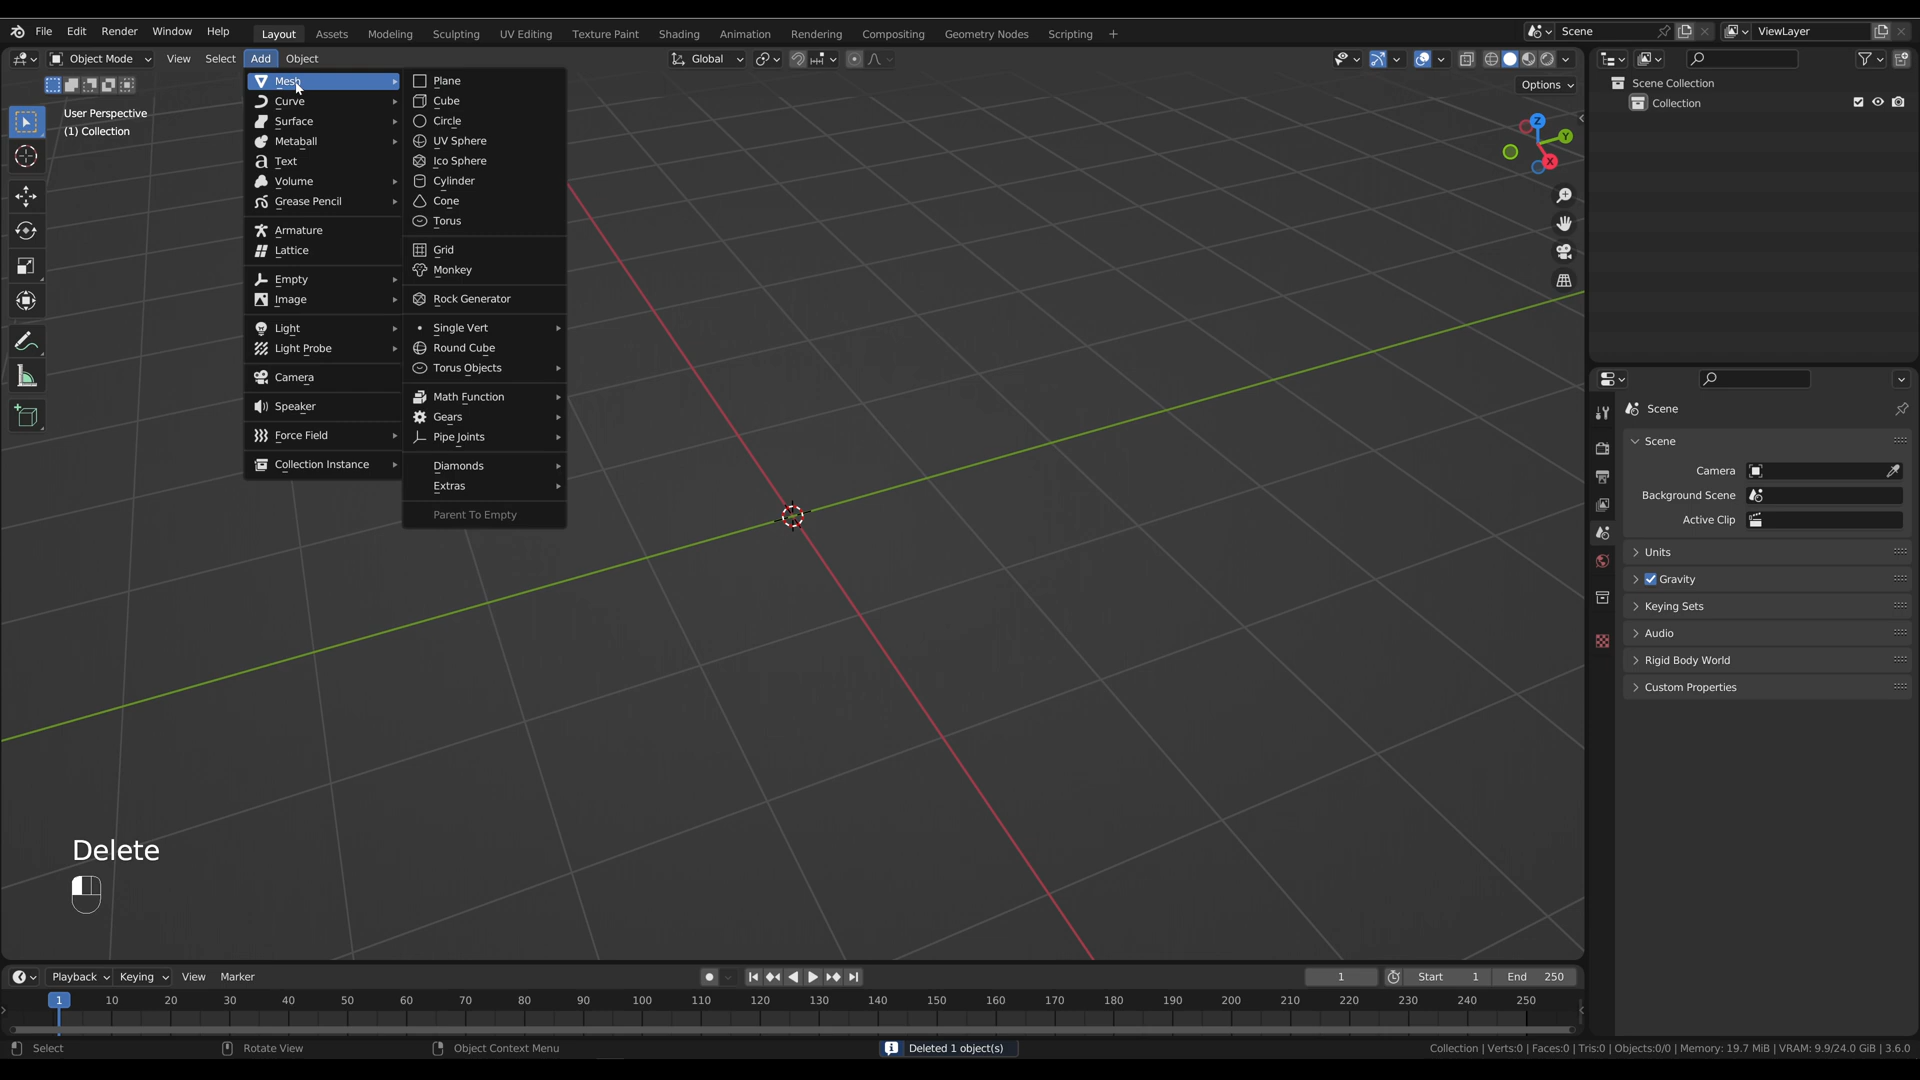 File Edit Render Window Help Layout Assets Modeling Sculpting UV Editing Texture Paint Shading Animation Rendering Compositing Geometry Nodes Scripting + Scene ViewLayer
Object Mode View Select Add Object Global
Options
User Perspective
(1) Collection
Mesh
Curve
Surface
Metaball
Text
Volume
Grease Pencil
Armature
Lattice
Empty
Image
Light
Light Probe
Camera
Speaker
Force Field
Collection Instance
Plane
Cube
Circle
UV Sphere
Ico Sphere
Cylinder
Cone
Torus
Grid
Monkey
Rock Generator
Single Vert
Round Cube
Torus Objects
Math Function
Gears
Pipe Joints
Diamonds
Extras
Parent To Empty
Z
Y
X
Scene Collection
Collection
Scene
Scene
Camera
Background Scene
Active Clip
Units
Gravity
Keying Sets
Audio
Rigid Body World
Custom Properties
Delete
Playback Keying View Marker 1 Start 1 End 250
1 10 20 30 40 50 60 70 80 90 100 110 120 130 140 150 160 170 180 190 200 210 220 230 240 250
Select Rotate View Object Context Menu Deleted 1 object(s) Collection | Verts:0 | Faces:0 | Tris:0 | Objects:0/0 | Memory: 19.7 MiB | VRAM: 9.9/24.0 GiB | 3.6.0